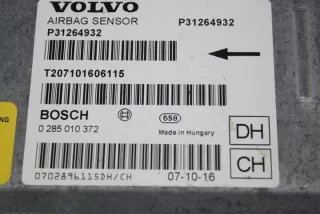 VOLVO
AIRBAG SENSOR P31264932
P31264932
T207101606115
BOSCH 658
0 285 010 372 Made in Hungary
DH
CH
0702896115DH/CH 07-10-16
NG